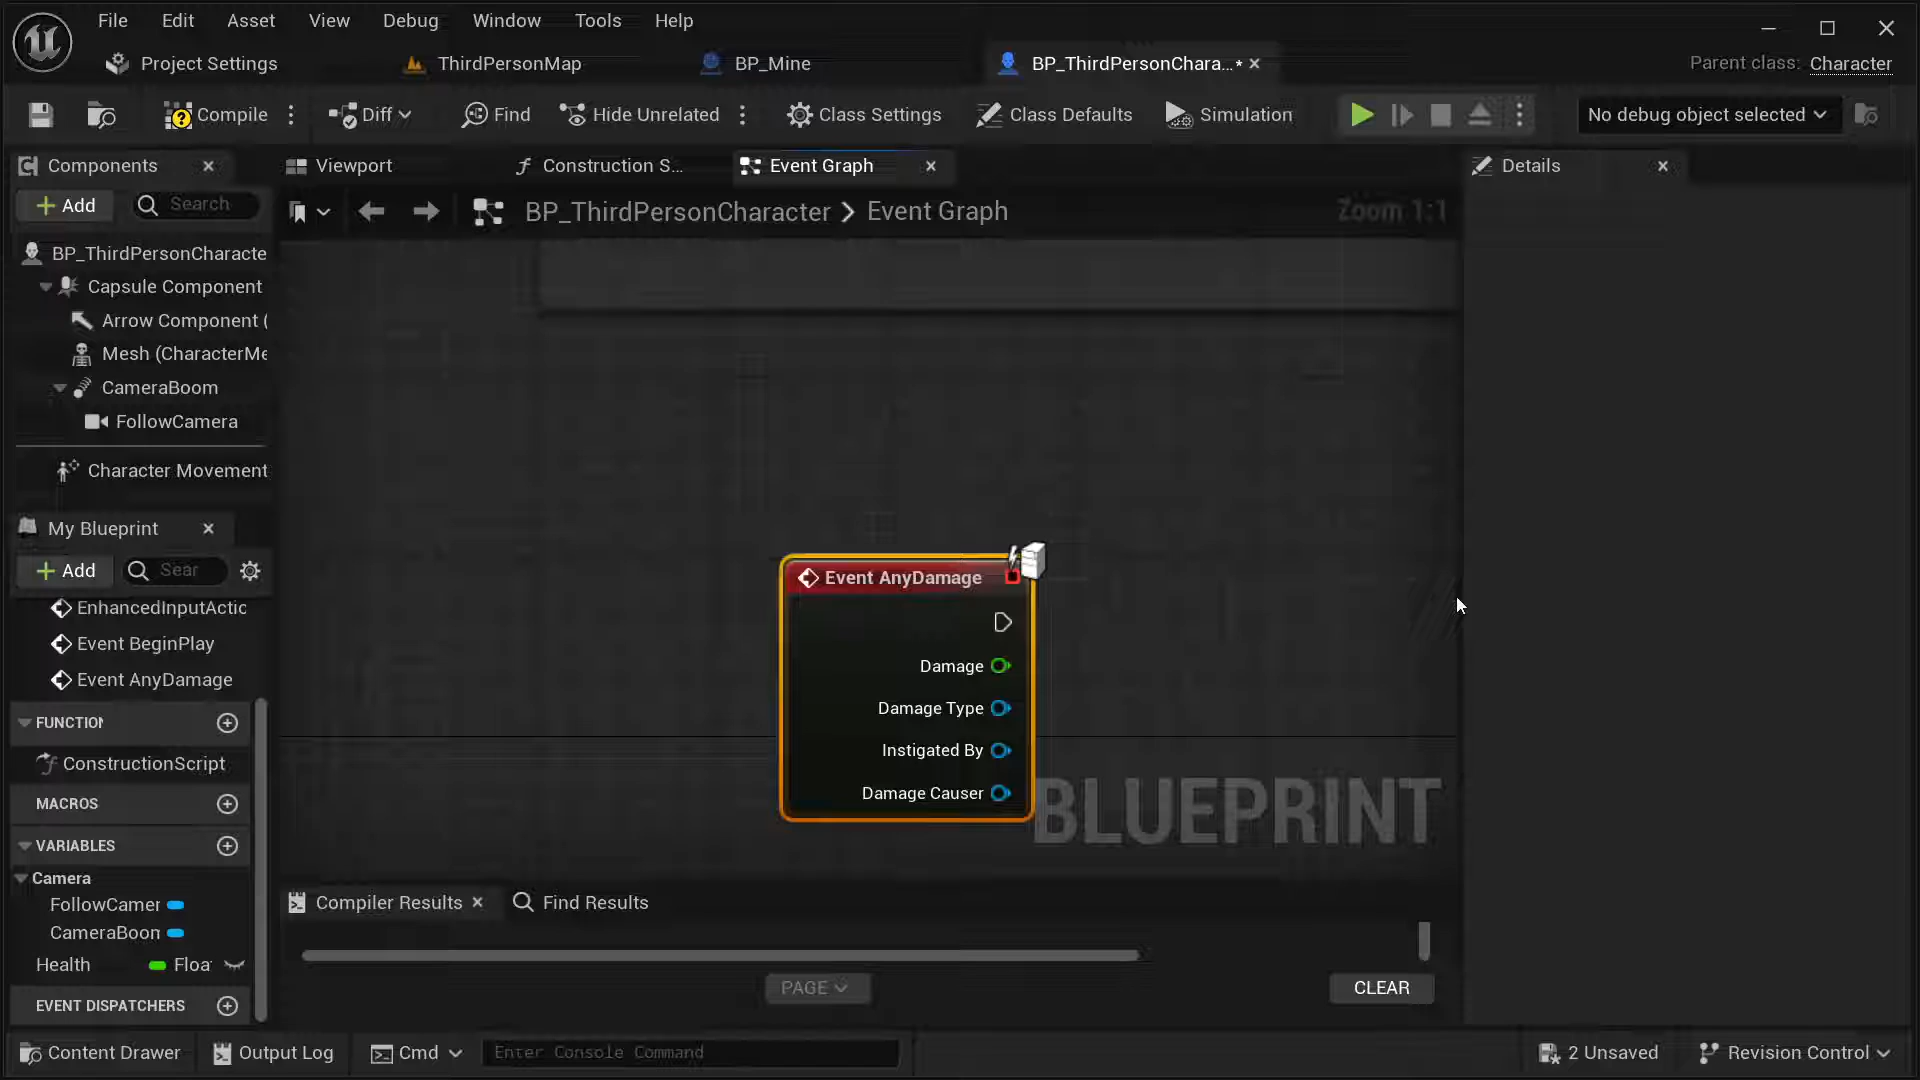 File Edit Asset View Debug Window Tools Help
Project Settings ThirdPersonMap BP_Mine BP_ThirdPersonChara...* Parent class: Character
Compile Diff Find Hide Unrelated Class Settings Class Defaults Simulation No debug object selected
Components Viewport Construction S... Event Graph Details
Add Search BP_ThirdPersonCharacter Event Graph Zoom 1:1
BP_ThirdPersonCharacte
Capsule Component
Arrow Component (
Mesh (CharacterMe
CameraBoom
FollowCamera
Character Movement
My Blueprint
Add Sear
EnhancedInputActic
Event BeginPlay
Event AnyDamage
FUNCTION
ConstructionScript
MACROS
VARIABLES
Camera
FollowCamer
CameraBoon
Health Floa
EVENT DISPATCHERS
Event AnyDamage
Damage
Damage Type
Instigated By
Damage Causer
BLUEPRINT
Compiler Results Find Results
PAGE CLEAR
Content Drawer Output Log Cmd Enter Console Command 2 Unsaved Revision Control